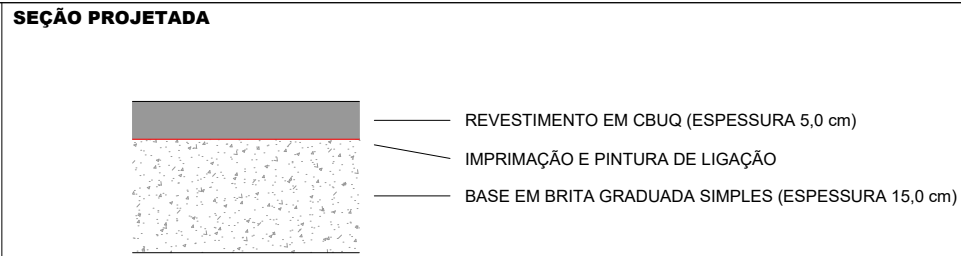 SEÇÃO PROJETADA
REVESTIMENTO EM CBUQ (ESPESSURA 5,0 cm)
IMPRIMAÇÃO E PINTURA DE LIGAÇÃO
BASE EM BRITA GRADUADA SIMPLES (ESPESSURA 15,0 cm)